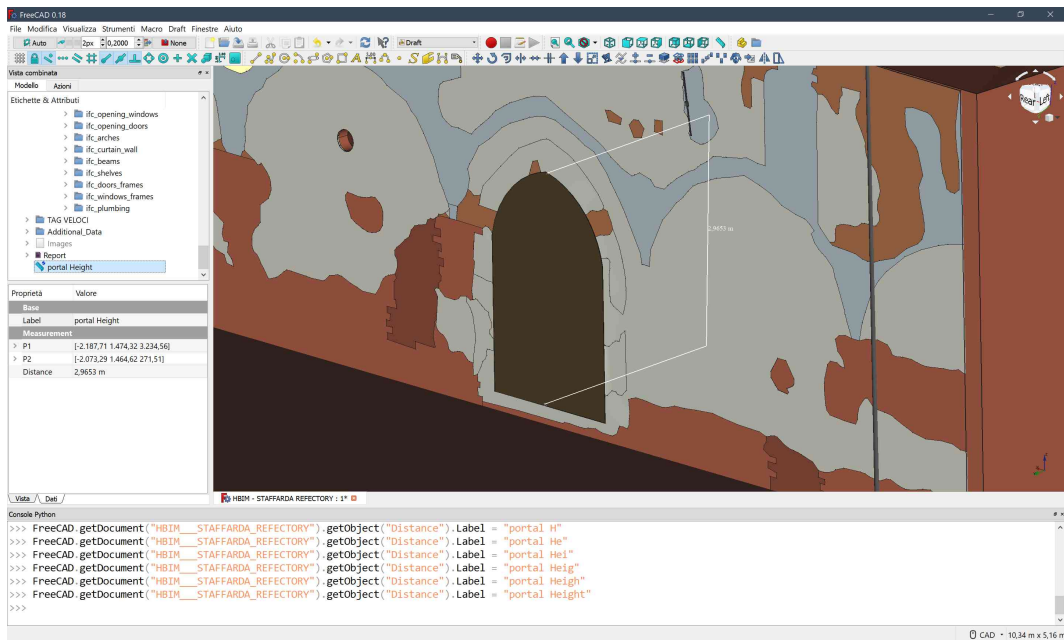 FreeCAD 0.18
File Modifica Visualizza Strumenti Macro Draft Finestre Aiuto
Auto 2px 0,2000 None Draft
Vista combinata
Modello Azioni
Etichette & Attributi
ifc_opening_windows
ifc_opening_doors
ifc_arches
ifc_curtain_wall
ifc_beams
ifc_shelves
ifc_doors_frames
ifc_windows_frames
ifc_plumbing
TAG VELOCI
Additional_Data
Images
Report
portal Height
Proprietà Valore
Base
Label portal Height
Measurement
P1 [-2.187,71 1.474,32 3.234,56]
P2 [-2.073,29 1.464,62 271,51]
Distance 2,9653 m
Vista Dati
2,9653 m
Rear Left
HBIM - STAFFARDA REFECTORY : 1*
Console Python
>>> FreeCAD.getDocument("HBIM___STAFFARDA_REFECTORY").getObject("Distance").Label = "portal H"
>>> FreeCAD.getDocument("HBIM___STAFFARDA_REFECTORY").getObject("Distance").Label = "portal He"
>>> FreeCAD.getDocument("HBIM___STAFFARDA_REFECTORY").getObject("Distance").Label = "portal Hei"
>>> FreeCAD.getDocument("HBIM___STAFFARDA_REFECTORY").getObject("Distance").Label = "portal Heig"
>>> FreeCAD.getDocument("HBIM___STAFFARDA_REFECTORY").getObject("Distance").Label = "portal Heigh"
>>> FreeCAD.getDocument("HBIM___STAFFARDA_REFECTORY").getObject("Distance").Label = "portal Height"
>>>
CAD - 10,34 m x 5.16 m